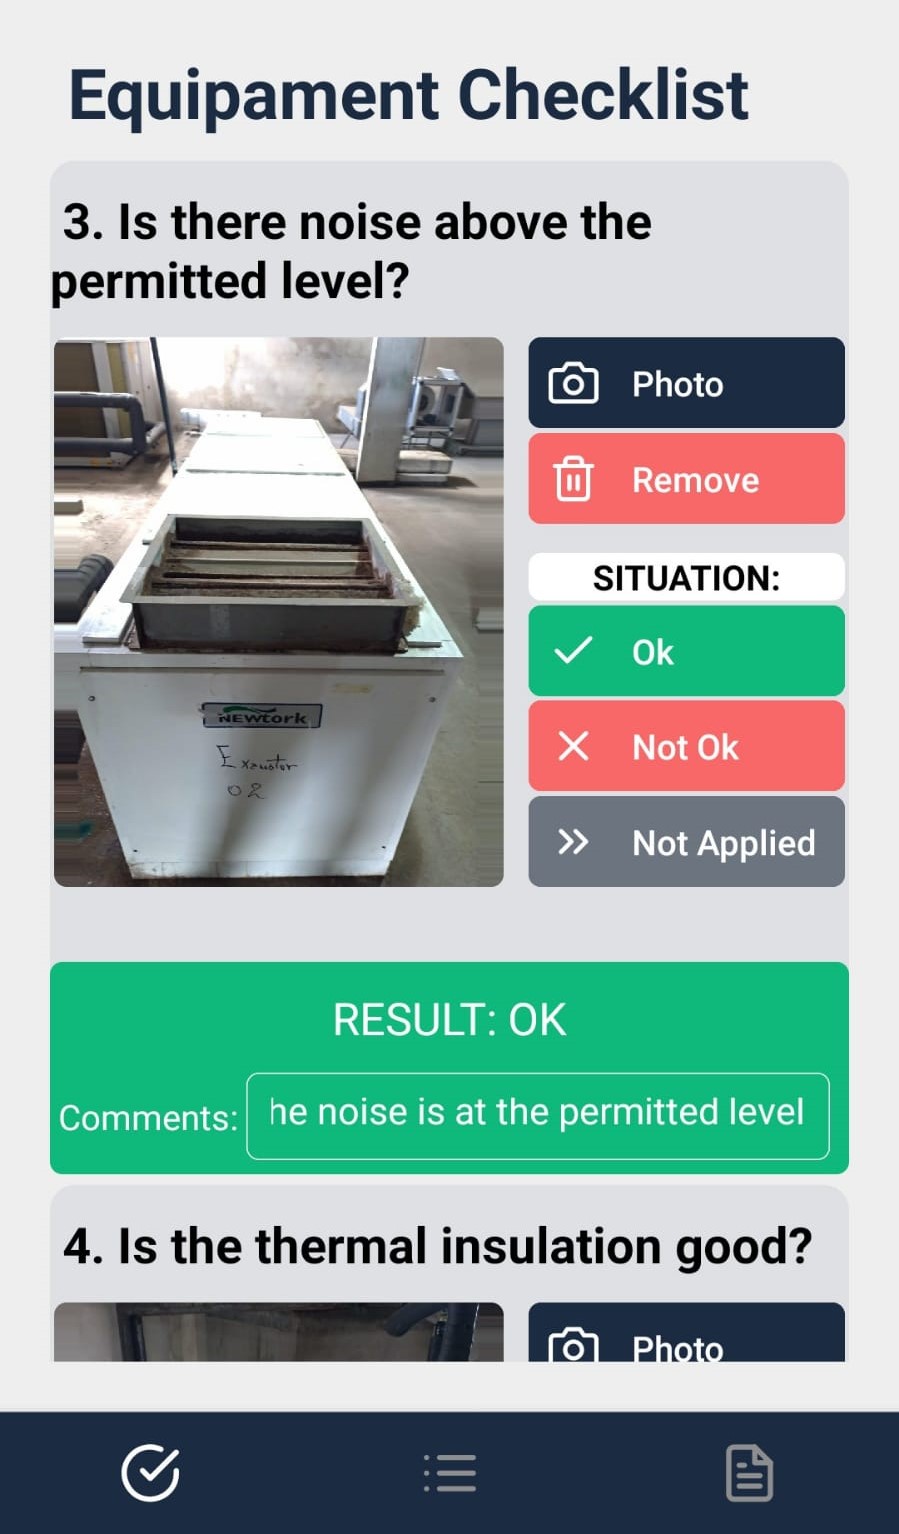 Equipament Checklist
3. Is there noise above the
permitted level?
Photo
Remove
SITUATION:
Ok
Not Ok
Not Applied
NEWtork
Exaustor
02
RESULT: OK
Comments: he noise is at the permitted level
4. Is the thermal insulation good?
Photo